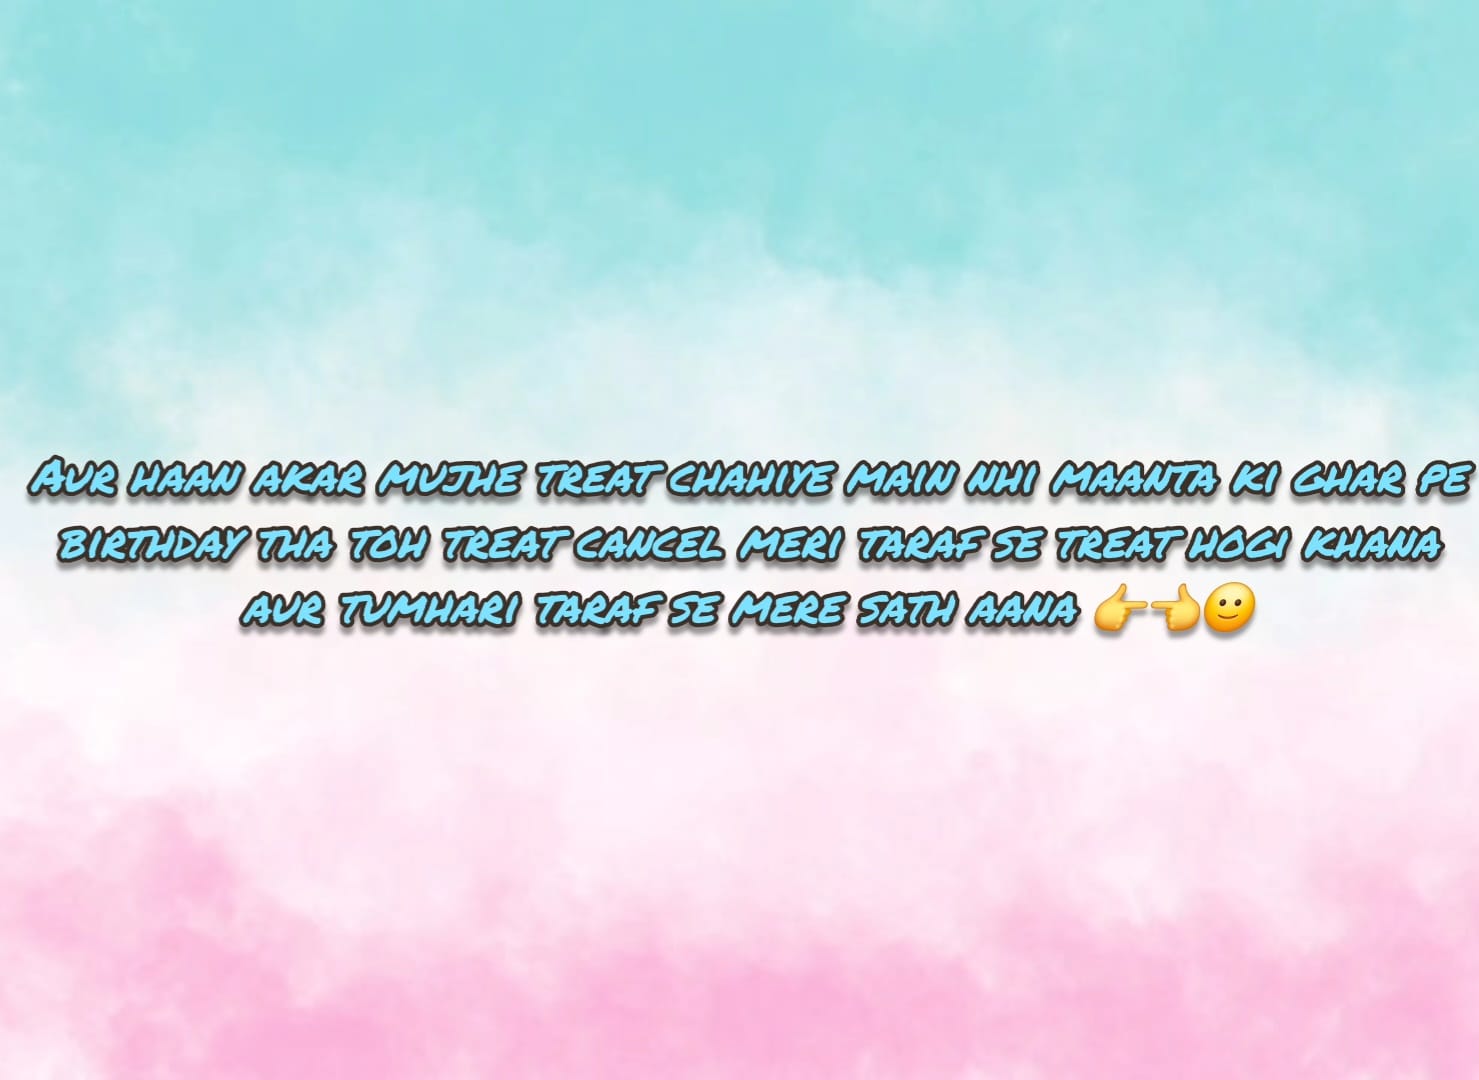 Aur haan akar mujhe treat chahiye main nhi maanta ki ghar pe
birthday tha toh treat cancel meri taraf se treat hogi khana
aur tumhari taraf se mere sath aana 👉👈🙂